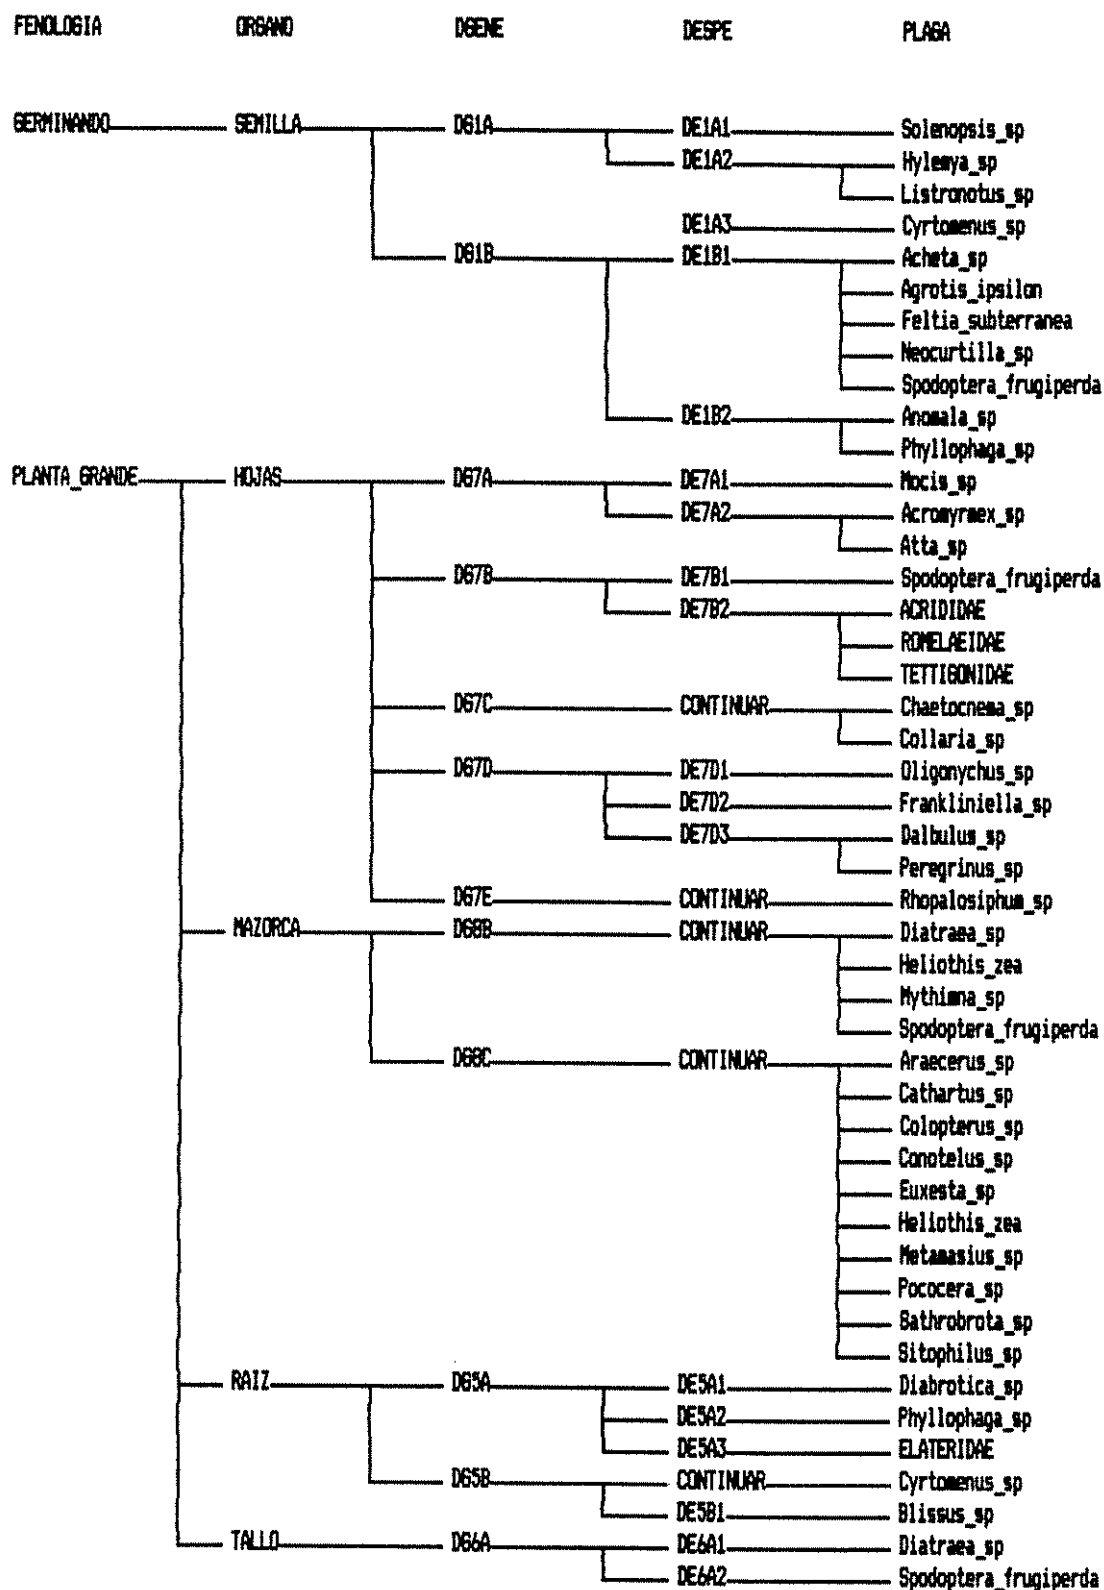 FENOLOGIA ORGANO DGENE DESPE PLAGA
GERMINANDO SEMILLA DG1A DE1A1 Solenopsis_sp
DE1A2 Hylemya_sp
Listronotus_sp
DE1A3 Cyrtomenus_sp
DG1B DE1B1 Acheta_sp
Agrotis_ipsilon
Feltia_subterranea
Neocurtilla_sp
Spodoptera_frugiperda
DE1B2 Anomala_sp
Phyllophaga_sp
PLANTA_GRANDE HOJAS DG7A DE7A1 Mocis_sp
DE7A2 Acromyrmex_sp
Atta_sp
DG7B DE7B1 Spodoptera_frugiperda
DE7B2 ACRIDIDAE
ROMELAEIDAE
TETTIGONIDAE
DG7C CONTINUAR Chaetocnema_sp
Collaria_sp
DG7D DE7D1 Oligonychus_sp
DE7D2 Frankliniella_sp
DE7D3 Dalbulus_sp
Peregrinus_sp
DG7E CONTINUAR Rhopalosiphum_sp
MAZORCA DG8B CONTINUAR Diatraea_sp
Heliothis_zea
Mythimna_sp
Spodoptera_frugiperda
DG8C CONTINUAR Araecerus_sp
Cathartus_sp
Colopterus_sp
Conotelus_sp
Euxesta_sp
Heliothis_zea
Metamasius_sp
Pococera_sp
Sathrobrota_sp
Sitophilus_sp
RAIZ DG5A DE5A1 Diabrotica_sp
DE5A2 Phyllophaga_sp
DE5A3 ELATERIDAE
DG5B CONTINUAR Cyrtomenus_sp
DE5B1 Blissus_sp
TALLO DG6A DE6A1 Diatraea_sp
DE6A2 Spodoptera_frugiperda